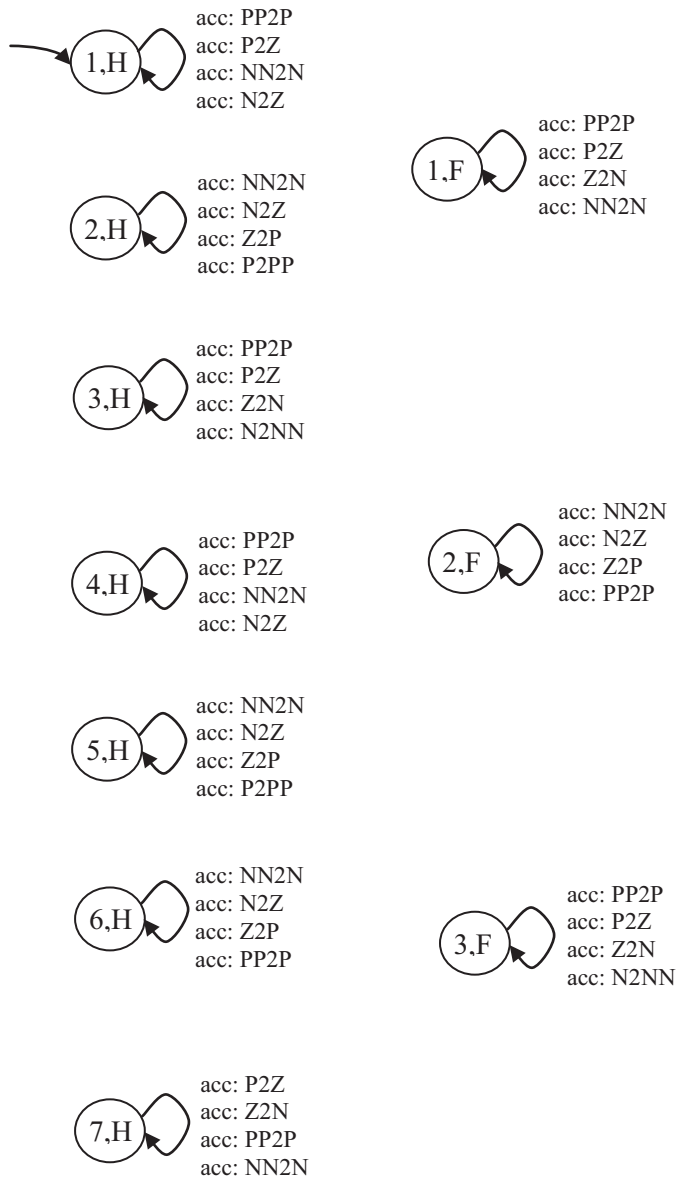 1,H
acc: PP2P
acc: P2Z
acc: NN2N
acc: N2Z
1,F
acc: PP2P
acc: P2Z
acc: Z2N
acc: NN2N
2,H
acc: NN2N
acc: N2Z
acc: Z2P
acc: P2PP
3,H
acc: PP2P
acc: P2Z
acc: Z2N
acc: N2NN
4,H
acc: PP2P
acc: P2Z
acc: NN2N
acc: N2Z
2,F
acc: NN2N
acc: N2Z
acc: Z2P
acc: PP2P
5,H
acc: NN2N
acc: N2Z
acc: Z2P
acc: P2PP
6,H
acc: NN2N
acc: N2Z
acc: Z2P
acc: PP2P
3,F
acc: PP2P
acc: P2Z
acc: Z2N
acc: N2NN
7,H
acc: P2Z
acc: Z2N
acc: PP2P
acc: NN2N